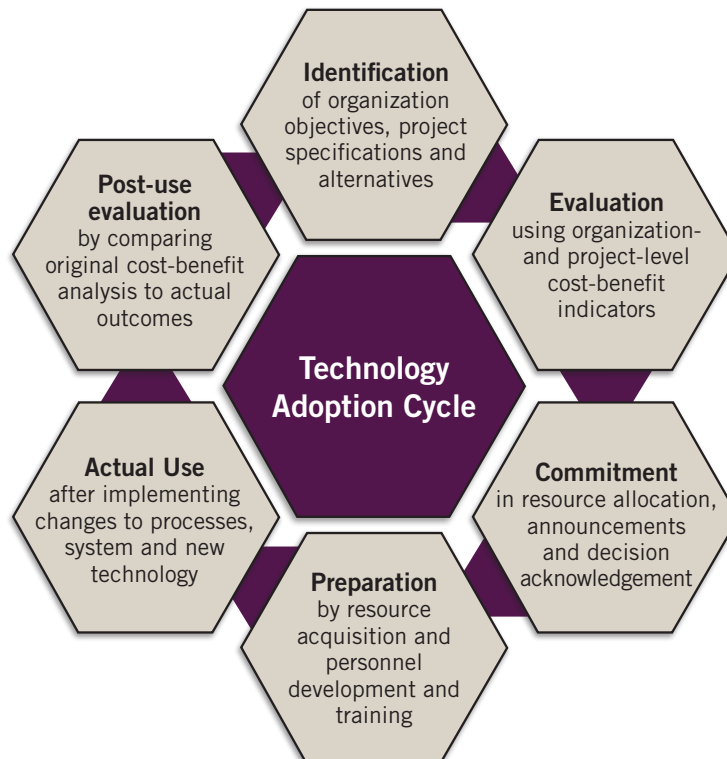 Identification
of organization
objectives, project
specifications and
alternatives
Evaluation
using organization-
and project-level
cost-benefit
indicators
Commitment
in resource allocation,
announcements
and decision
acknowledgement
Preparation
by resource
acquisition and
personnel
development and
training
Actual Use
after implementing
changes to processes,
system and new
technology
Post-use
evaluation
by comparing
original cost-benefit
analysis to actual
outcomes
Technology
Adoption Cycle